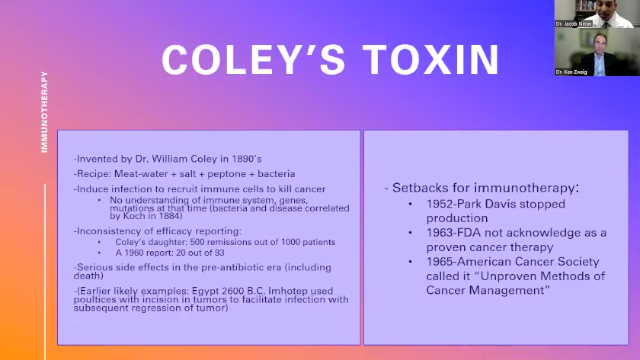 COLEY'S TOXIN
IMMUNOTHERAPY
-Invented by Dr. William Coley in 1890's
-Recipe: Meat-water + salt + peptone + bacteria
-Induce infection to recruit immune cells to kill cancer
• No understanding of immune system, genes,
mutations at that time (bacteria and disease correlated
by Koch in 1884)
-Inconsistency of efficacy reporting:
• Coley's daughter: 500 remissions out of 1000 patients
• A 1960 report: 20 out of 93
-Serious side effects in the pre-antibiotic era (including
death)
-(Earlier likely examples: Egypt 2600 B.C. Imhotep used
poultices with incision in tumors to facilitate infection with
subsequent regression of tumor)
- Setbacks for immunotherapy:
• 1952-Park Davis stopped
production
• 1963-FDA not acknowledge as a
proven cancer therapy
• 1965-American Cancer Society
called it "Unproven Methods of
Cancer Management"
Dr. Jacob
Dr. Ken Zweig